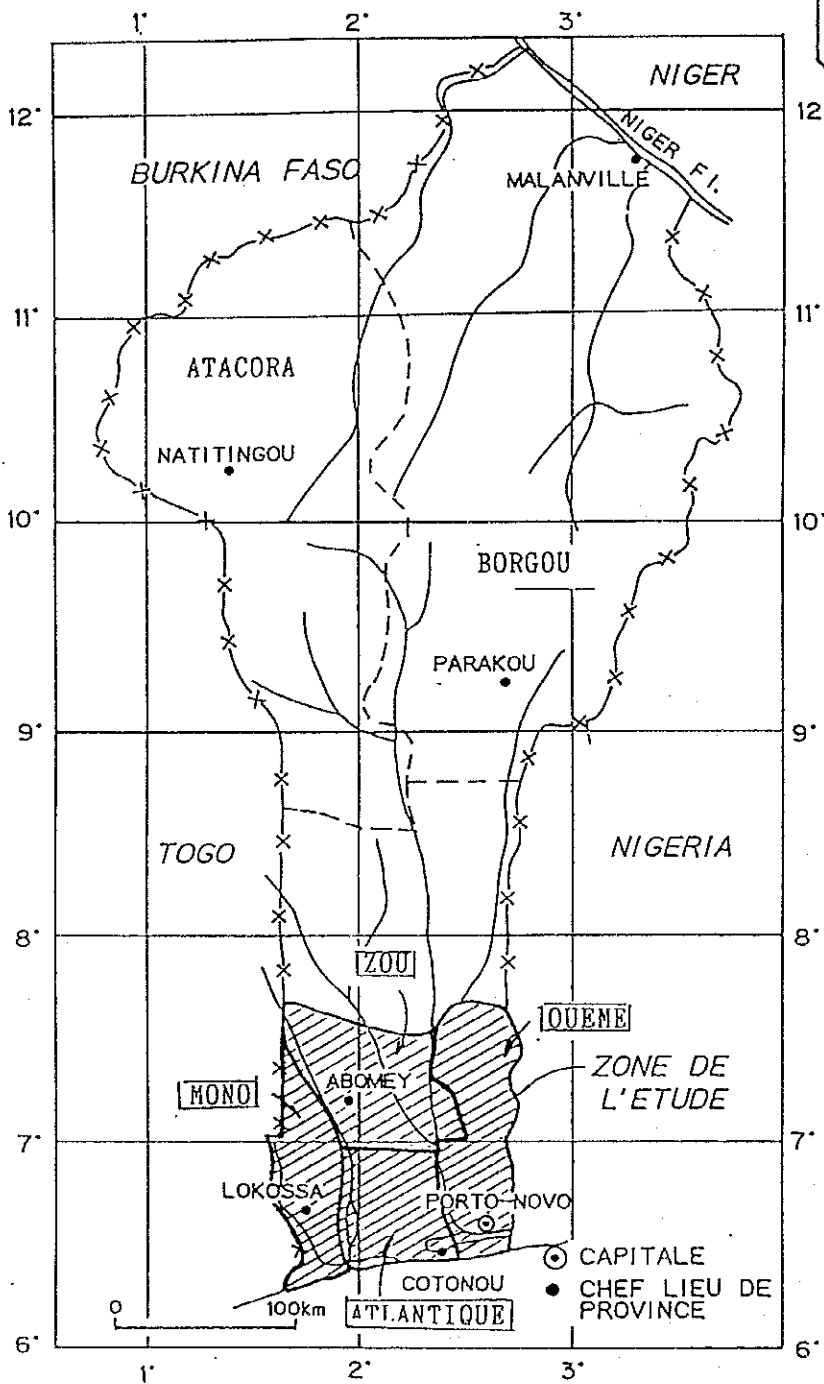 1°
2°
3°
12°
12
NIGER
NIGER Fl.
BURKINA FASO
MALANVILLE
11°
11°
ATACORA
NATITINGOU
10°
10°
BORGOU
PARAKOU
9°
9°
TOGO
NIGERIA
8°
8°
ZOU
OUEME
ZONE DE
L'ETUDE
ABOMEY
MONO
7°
7°
LOKOSSA
PORTO-NOVO
CAPITALE
COTONOU
CHEF LIEU DE
PROVINCE
0
100km
ATLANTIQUE
6°
6°
1°
2°
3°